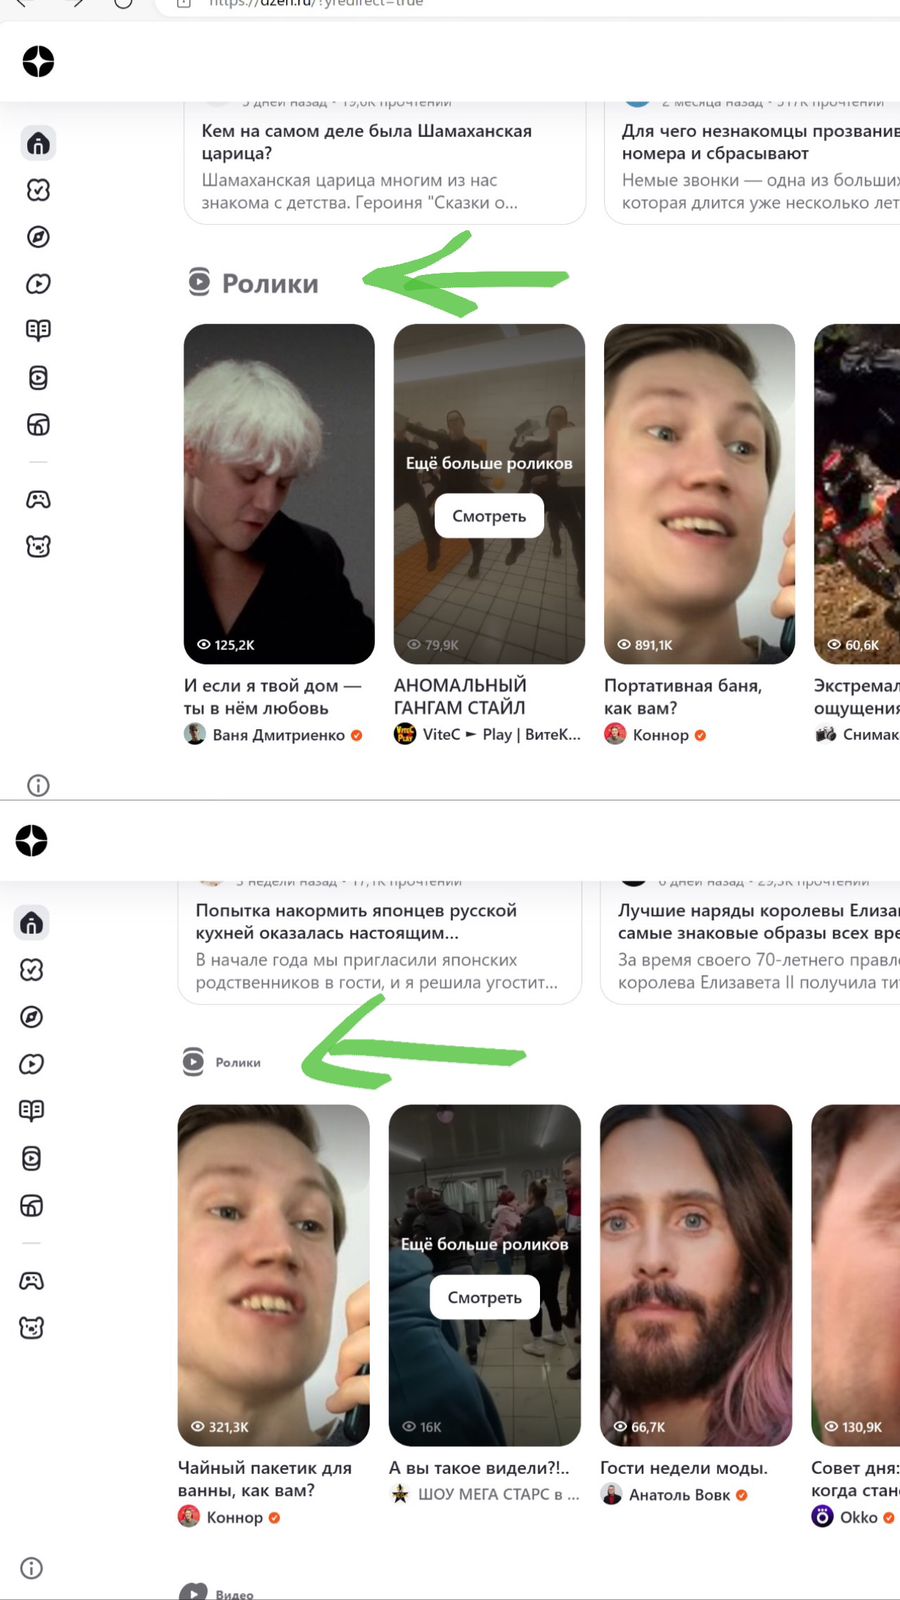 https://dzen.ru/?yredirect=true
5 дней назад • 19,6K прочтений
2 месяца назад • 317K прочтений
Кем на самом деле была Шамаханская
царица?
Для чего незнакомцы прозванив
номера и сбрасывают
Шамаханская царица многим из нас
знакома с детства. Героиня "Сказки о...
Немые звонки — одна из больших
которая длится уже несколько лет
Ролики
Ещё больше роликов
Смотреть
125,2K
79,9K
891,1K
60,6K
И если я твой дом —
ты в нём любовь
Ваня Дмитриенко
АНОМАЛЬНЫЙ
ГАНГАМ СТАЙЛ
ViteC ► Play | ВитеК...
Портативная баня,
как вам?
Коннор
Экстремал
ощущения
Снимак
3 недели назад • 17,1K прочтений
6 дней назад • 29,3K прочтений
Попытка накормить японцев русской
кухней оказалась настоящим...
Лучшие наряды королевы Елиза
самые знаковые образы всех вре
В начале года мы пригласили японских
родственников в гости, и я решила угостит...
За время своего 70-летнего правл
королева Елизавета II получила ти
Ролики
Ещё больше роликов
Смотреть
321,3K
16K
66,7K
130,9K
Чайный пакетик для
ванны, как вам?
Коннор
А вы такое видели?!..
ШОУ МЕГА СТАРС в ...
Гости недели моды.
Анатоль Вовк
Совет дня:
когда стан
Okko
Видео